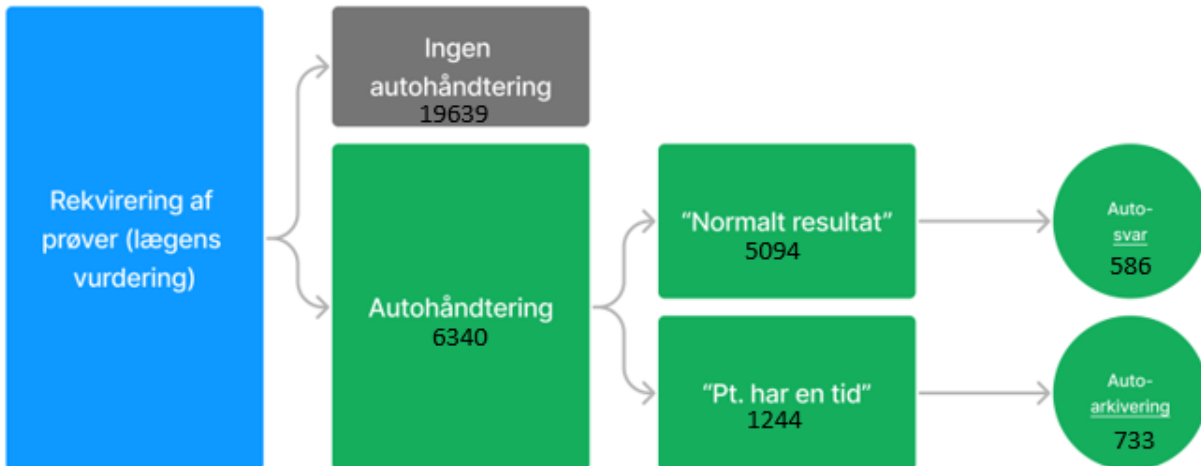 Rekvirering af
prøver (lægens
vurdering)
Ingen
autohåndtering
19639
Autohåndtering
6340
“Normalt resultat”
5094
“Pt. har en tid”
1244
Auto-
svar
586
Auto-
arkivering
733